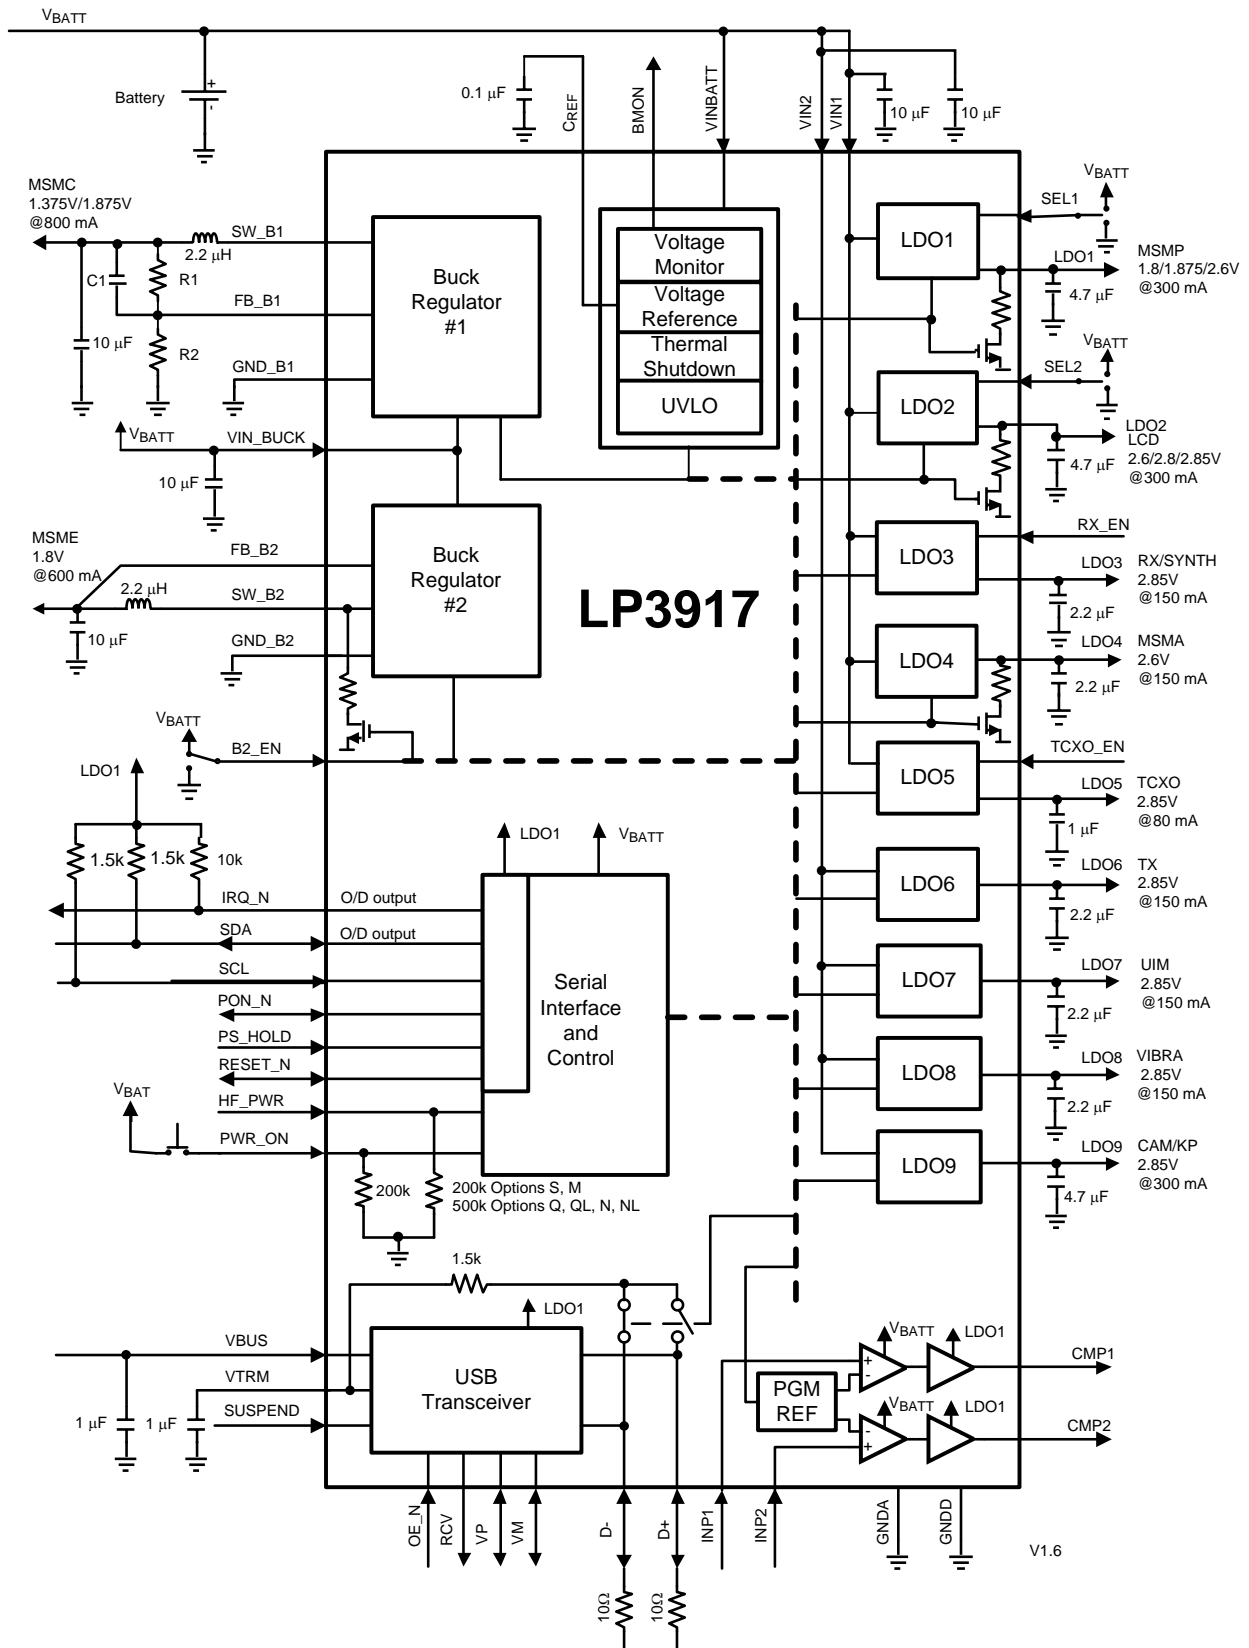 VBATT
Battery
+
-
0.1 μF
CREF
BMON
VINBATT
VIN2
VIN1
10 μF
10 μF
MSMC
1.375V/1.875V
@800 mA
SW_B1
2.2 μH
C1
R1
FB_B1
10 μF
R2
GND_B1
VBATT
VIN_BUCK
10 μF
Buck
Regulator
#1
Voltage
Monitor
Voltage
Reference
Thermal
Shutdown
UVLO
LDO1
SEL1
VBATT
LDO1
MSMP
1.8/1.875/2.6V
@300 mA
4.7 μF
LDO2
SEL2
VBATT
LDO2
LCD
2.6/2.8/2.85V
@300 mA
4.7 μF
MSME
1.8V
@600 mA
FB_B2
2.2 μH
SW_B2
10 μF
GND_B2
Buck
Regulator
#2
LP3917
LDO3
RX_EN
LDO3
RX/SYNTH
2.85V
@150 mA
2.2 μF
LDO4
LDO4
MSMA
2.6V
@150 mA
2.2 μF
VBATT
B2_EN
LDO5
TCXO_EN
LDO5
TCXO
2.85V
@80 mA
1 μF
LDO1
1.5k
1.5k
10k
LDO1
VBATT
IRQ_N
O/D output
SDA
O/D output
SCL
PON_N
PS_HOLD
RESET_N
HF_PWR
VBAT
PWR_ON
Serial
Interface
and
Control
200k
200k Options S, M
500k Options Q, QL, N, NL
LDO6
LDO6
TX
2.85V
@150 mA
2.2 μF
LDO7
LDO7
UIM
2.85V
@150 mA
2.2 μF
LDO8
LDO8
VIBRA
2.85V
@150 mA
2.2 μF
LDO9
LDO9
CAM/KP
2.85V
@300 mA
4.7 μF
1.5k
LDO1
VBUS
VTRM
SUSPEND
1 μF
1 μF
USB
Transceiver
PGM
REF
VBATT
LDO1
+
-
CMP1
VBATT
LDO1
-
+
CMP2
OE_N
RCV
VP
VM
D-
D+
INP1
INP2
GNDA
GNDD
V1.6
10Ω
10Ω